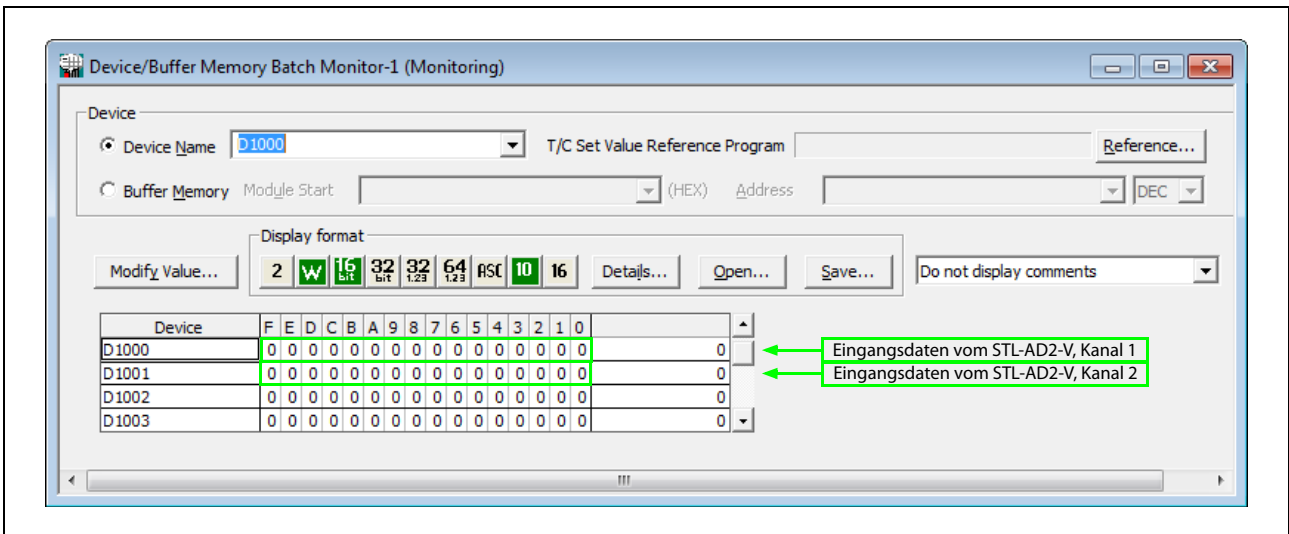 Device/Buffer Memory Batch Monitor-1 (Monitoring)
Device
Device Name D1000 T/C Set Value Reference Program Reference...
Buffer Memory Module Start (HEX) Address DEC
Display format
Modify Value... 2 W 16 bit 32 bit 32 1.23 64 1.23 ASC 10 16 Details... Open... Save... Do not display comments
Device F E D C B A 9 8 7 6 5 4 3 2 1 0
D1000 0 0 0 0 0 0 0 0 0 0 0 0 0 0 0 0 0 Eingangsdaten vom STL-AD2-V, Kanal 1
D1001 0 0 0 0 0 0 0 0 0 0 0 0 0 0 0 0 0 Eingangsdaten vom STL-AD2-V, Kanal 2
D1002 0 0 0 0 0 0 0 0 0 0 0 0 0 0 0 0 0
D1003 0 0 0 0 0 0 0 0 0 0 0 0 0 0 0 0 0